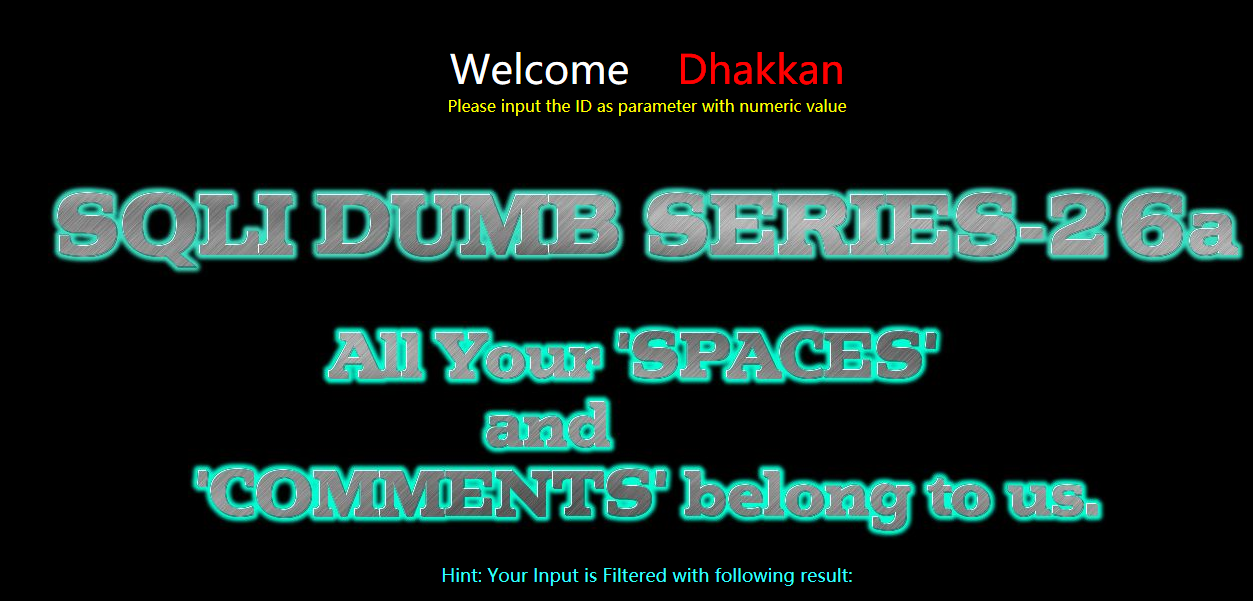 Welcome Dhakkan
Please input the ID as parameter with numeric value
SQLI DUMB SERIES-26a
All Your 'SPACES'
and
'COMMENTS' belong to us.
Hint: Your Input is Filtered with following result: